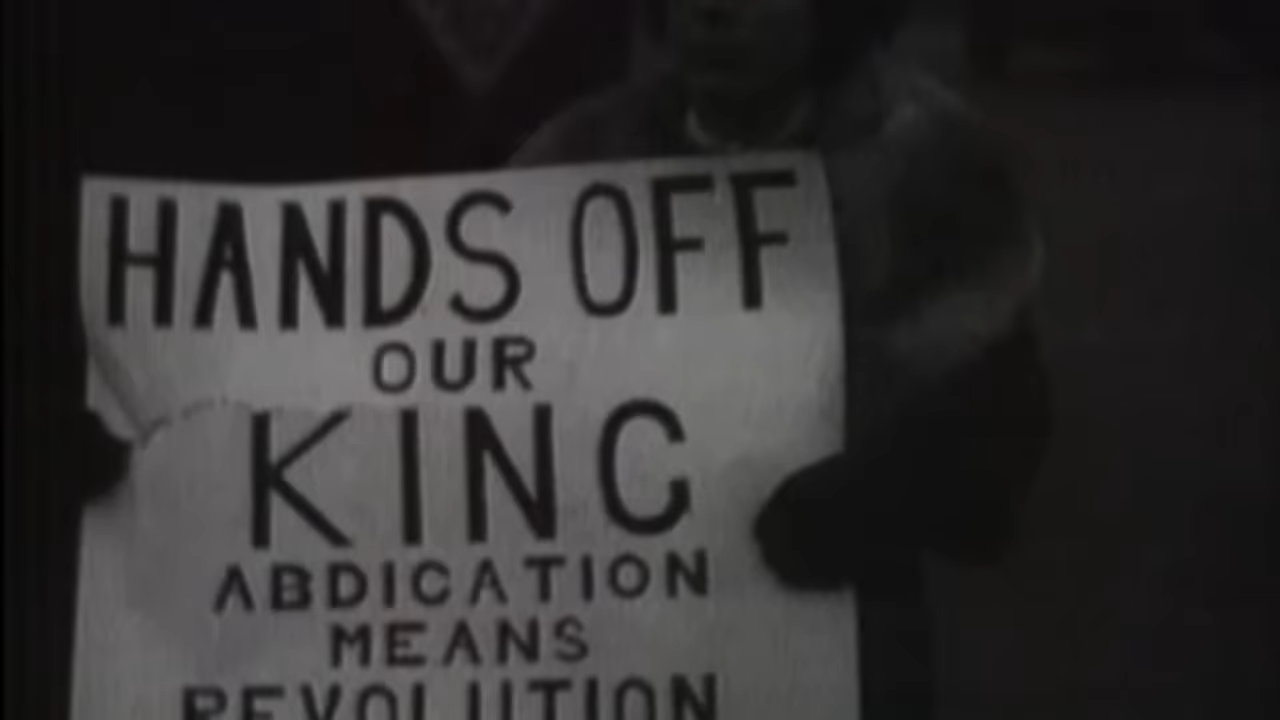 HANDS OFF
OUR
KING
ABDICATION
MEANS
REVOLUTION